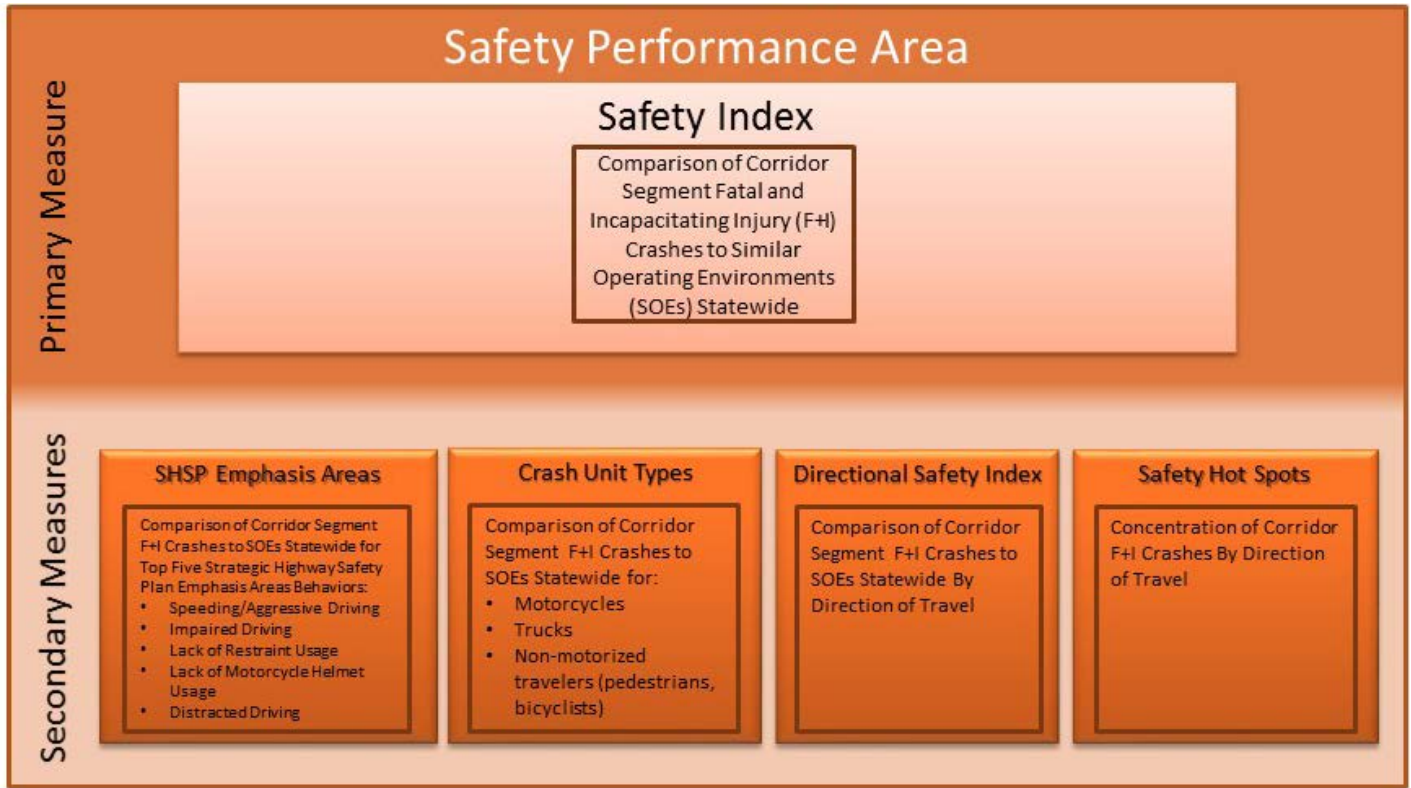 Safety Performance Area
Primary Measure
Safety Index
Comparison of Corridor
Segment Fatal and
Incapacitating Injury (F+I)
Crashes to Similar
Operating Environments
(SOEs) Statewide
Secondary Measures
SHSP Emphasis Areas
Comparison of Corridor Segment
F+I Crashes to SOEs Statewide for
Top Five Strategic Highway Safety
Plan Emphasis Areas Behaviors:
• Speeding/Aggressive Driving
• Impaired Driving
• Lack of Restraint Usage
• Lack of Motorcycle Helmet
Usage
• Distracted Driving
Crash Unit Types
Comparison of Corridor
Segment F+I Crashes to
SOEs Statewide for:
• Motorcycles
• Trucks
• Non-motorized
travelers (pedestrians,
bicyclists)
Directional Safety Index
Comparison of Corridor
Segment F+I Crashes to
SOEs Statewide By
Direction of Travel
Safety Hot Spots
Concentration of Corridor
F+I Crashes By Direction
of Travel